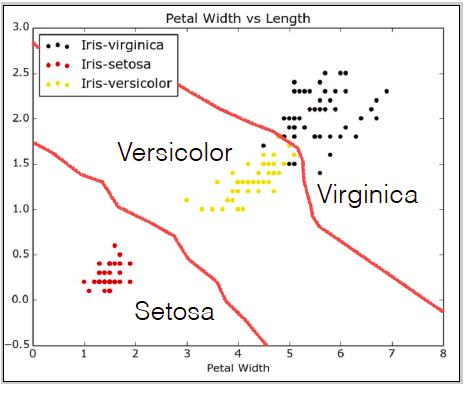 Petal Width vs Length
3.0
Iris-virginica
Iris-setosa
Iris-versicolor
2.5
2.0
Versicolor
1.5
Virginica
1.0
0.5
Setosa
0.0
−0.5
0 1 2 3 4 5 6 7 8
Petal Width